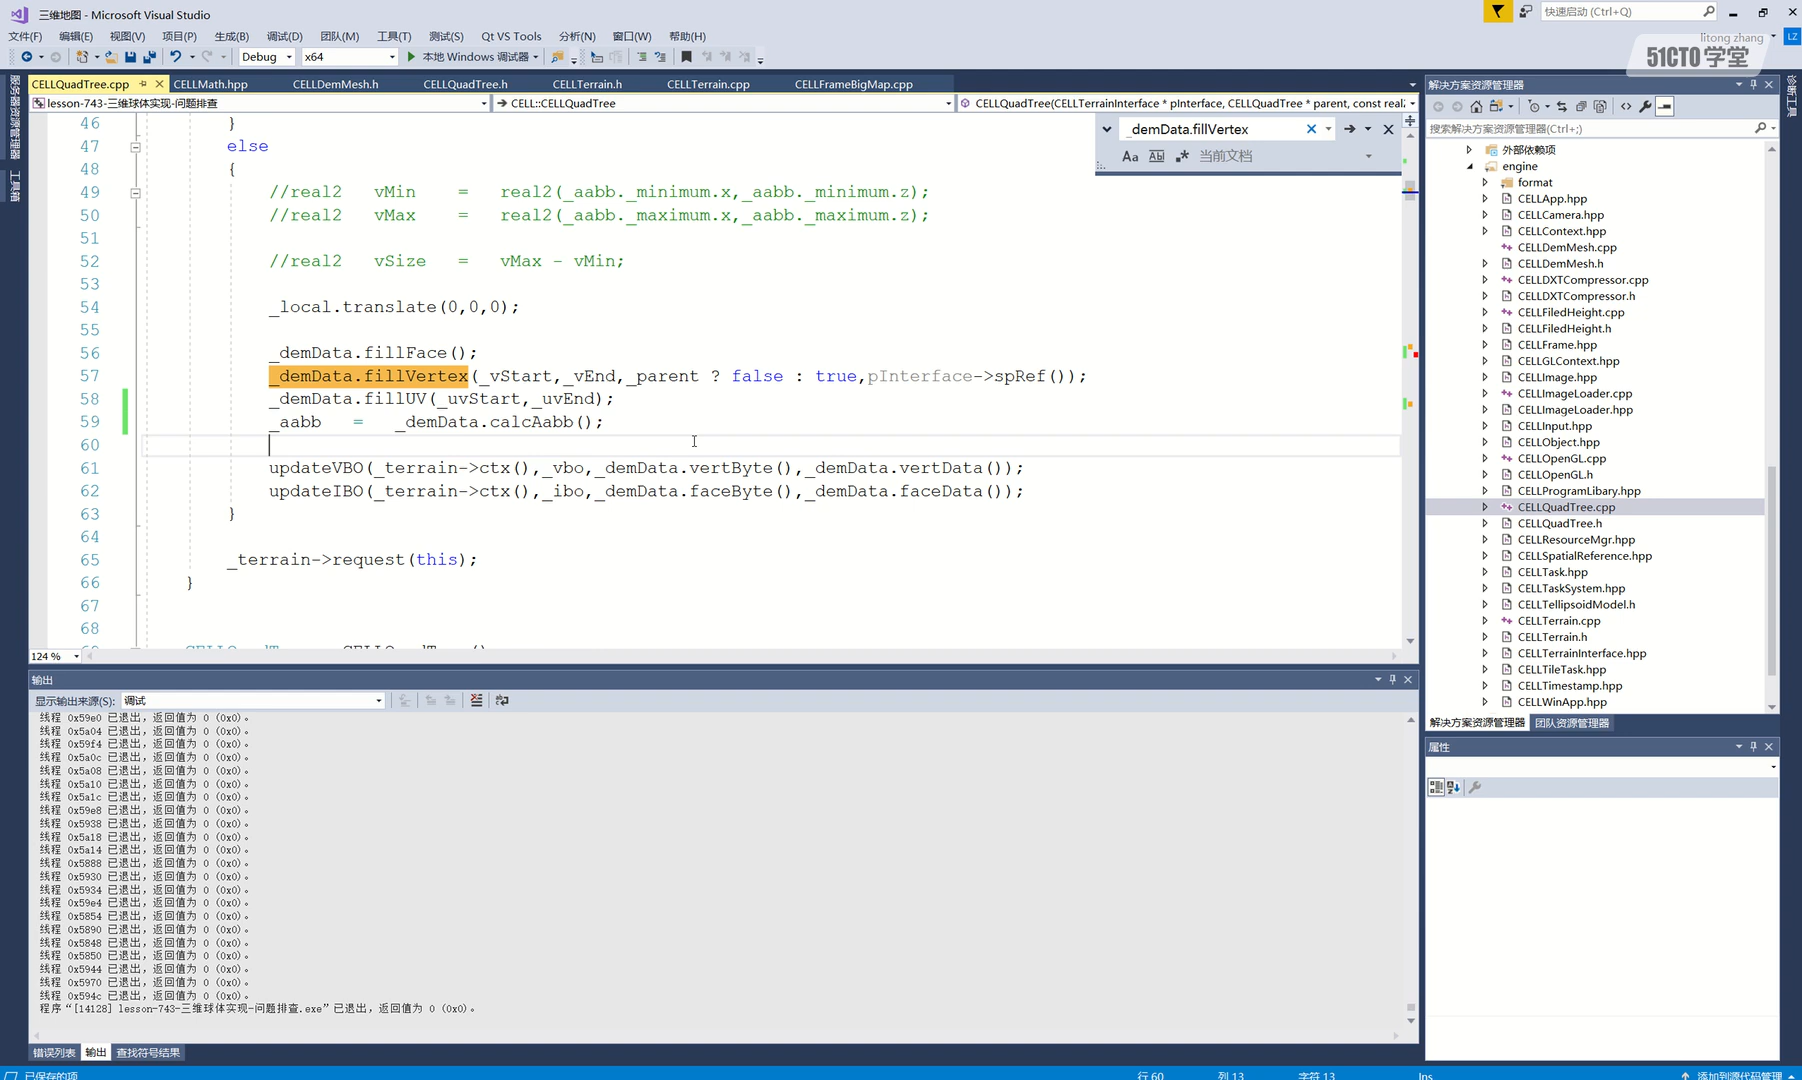 三维地图 - Microsoft Visual Studio
快速启动 (Ctrl+Q)
文件(F) 编辑(E) 视图(V) 项目(P) 生成(B) 调试(D) 团队(M) 工具(T) 测试(S) Qt VS Tools 分析(N) 窗口(W) 帮助(H)
litong zhang LZ
51CTO 学堂
Debug x64 本地 Windows 调试器
CELLQuadTree.cpp CELLMath.hpp CELLDemMesh.h CELLQuadTree.h CELLTerrain.h CELLTerrain.cpp CELLFrameBigMap.cpp
lesson-743-三维球体实现-问题排查 CELL::CELLQuadTree CELLQuadTree(CELLTerrainInterface * pInterface, CELLQuadTree * parent, const real
服务器资源管理器
工具箱
_demData.fillVertex
Aa Abl 当前文档
46 }
47 else
48 {
49 //real2 vMin = real2(_aabb._minimum.x,_aabb._minimum.z);
50 //real2 vMax = real2(_aabb._maximum.x,_aabb._maximum.z);
51
52 //real2 vSize = vMax - vMin;
53
54 _local.translate(0,0,0);
55
56 _demData.fillFace();
57 _demData.fillVertex(_vStart,_vEnd,_parent ? false : true,pInterface->spRef());
58 _demData.fillUV(_uvStart,_uvEnd);
59 _aabb = _demData.calcAabb();
60
61 updateVBO(_terrain->ctx(),_vbo,_demData.vertByte(),_demData.vertData());
62 updateIBO(_terrain->ctx(),_ibo,_demData.faceByte(),_demData.faceData());
63 }
64
65 _terrain->request(this);
66 }
67
68
124 %
输出
显示输出来源(S): 调试
线程 0x59e0 已退出，返回值为 0 (0x0)。
线程 0x5a04 已退出，返回值为 0 (0x0)。
线程 0x59f4 已退出，返回值为 0 (0x0)。
线程 0x5a0c 已退出，返回值为 0 (0x0)。
线程 0x5a08 已退出，返回值为 0 (0x0)。
线程 0x5a10 已退出，返回值为 0 (0x0)。
线程 0x5a1c 已退出，返回值为 0 (0x0)。
线程 0x59e8 已退出，返回值为 0 (0x0)。
线程 0x5938 已退出，返回值为 0 (0x0)。
线程 0x5a18 已退出，返回值为 0 (0x0)。
线程 0x5a14 已退出，返回值为 0 (0x0)。
线程 0x5888 已退出，返回值为 0 (0x0)。
线程 0x5930 已退出，返回值为 0 (0x0)。
线程 0x5934 已退出，返回值为 0 (0x0)。
线程 0x59e4 已退出，返回值为 0 (0x0)。
线程 0x5854 已退出，返回值为 0 (0x0)。
线程 0x5890 已退出，返回值为 0 (0x0)。
线程 0x5848 已退出，返回值为 0 (0x0)。
线程 0x5850 已退出，返回值为 0 (0x0)。
线程 0x5944 已退出，返回值为 0 (0x0)。
线程 0x5970 已退出，返回值为 0 (0x0)。
线程 0x594c 已退出，返回值为 0 (0x0)。
程序“[14128] lesson-743-三维球体实现-问题排查.exe”已退出，返回值为 0 (0x0)。
错误列表 输出 查找符号结果
解决方案资源管理器
诊断工具
搜索解决方案资源管理器(Ctrl+;)
外部依赖项
engine
format
CELLApp.hpp
CELLCamera.hpp
CELLContext.hpp
CELLDemMesh.cpp
CELLDemMesh.h
CELLDXTCompressor.cpp
CELLDXTCompressor.h
CELLFiledHeight.cpp
CELLFiledHeight.h
CELLFrame.hpp
CELLGLContext.hpp
CELLImage.hpp
CELLImageLoader.cpp
CELLImageLoader.hpp
CELLInput.hpp
CELLObject.hpp
CELLOpenGL.cpp
CELLOpenGL.h
CELLProgramLibary.hpp
CELLQuadTree.cpp
CELLQuadTree.h
CELLResourceMgr.hpp
CELLSpatialReference.hpp
CELLTask.hpp
CELLTaskSystem.hpp
CELLTellipsoidModel.h
CELLTerrain.cpp
CELLTerrain.h
CELLTerrainInterface.hpp
CELLTileTask.hpp
CELLTimestamp.hpp
CELLWinApp.hpp
解决方案资源管理器 团队资源管理器
属性
已保存的项 行 60 列 13 字符 13 Ins 添加到源代码管理